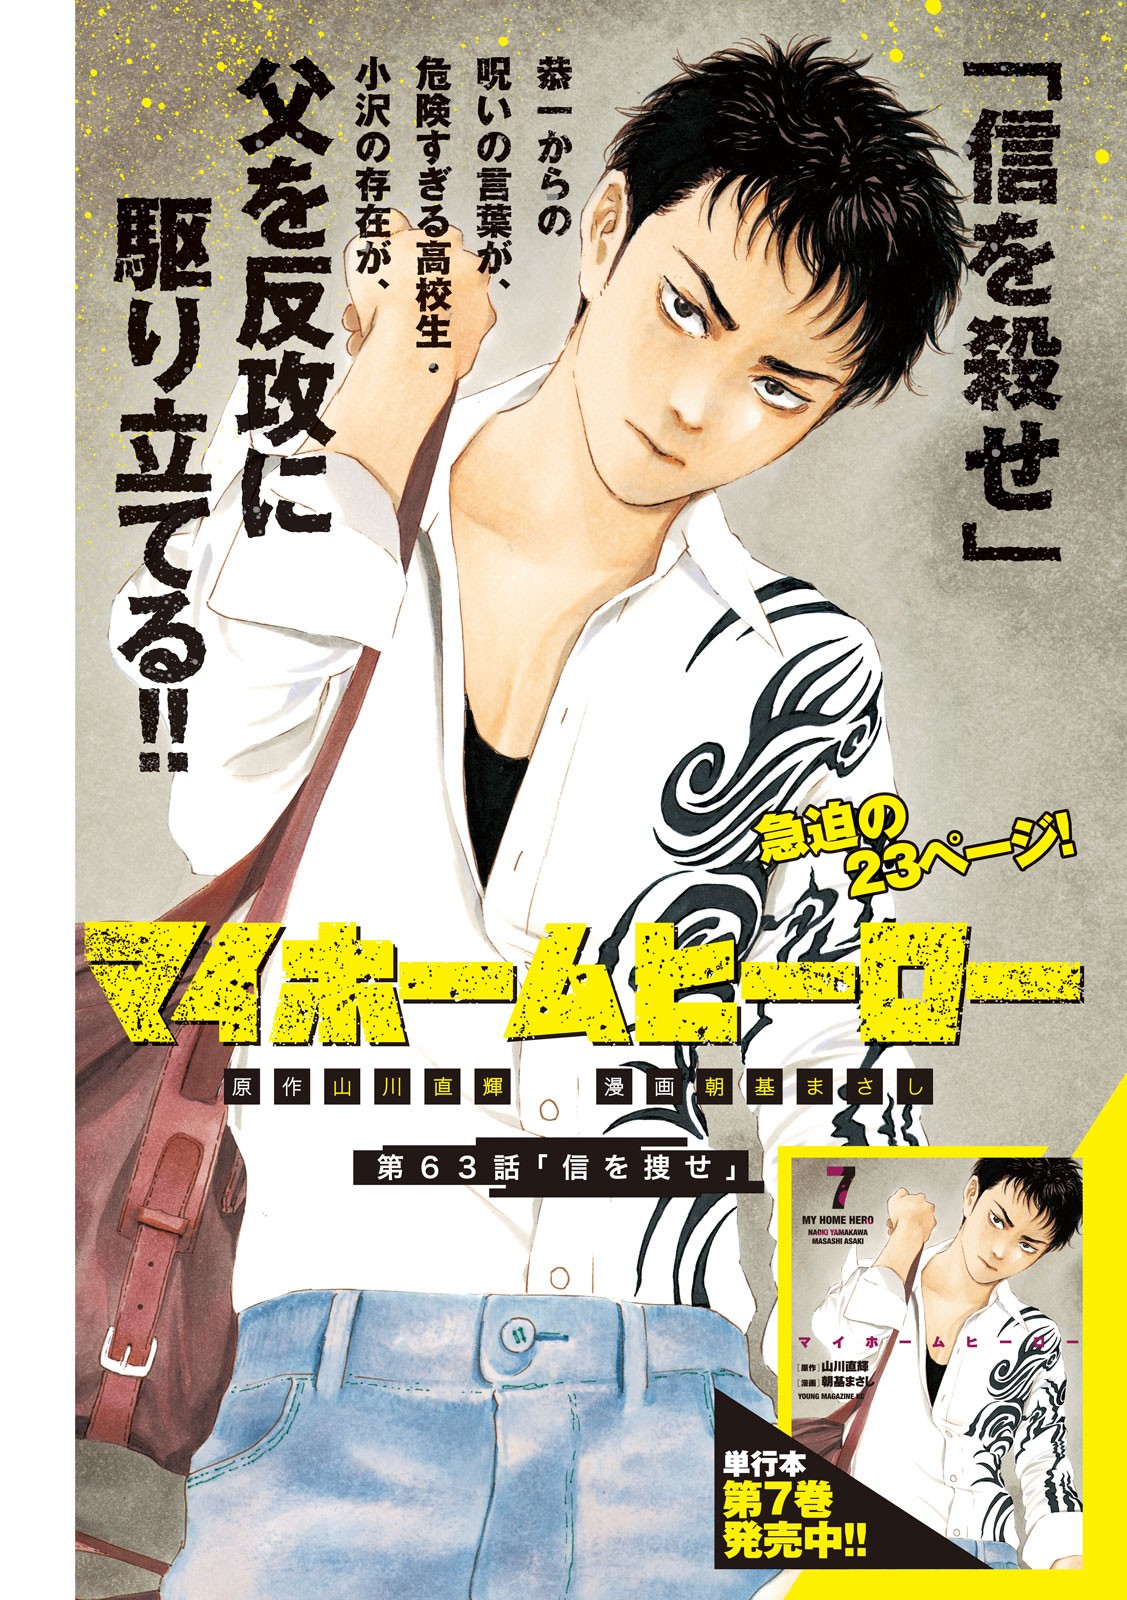 「信を殺せ」
恭一からの
呪いの言葉が、
危険すぎる高校生・
小沢の存在が、
父を反攻に
駆り立てる!!
急迫の
23ページ!
マイホームヒーロー
原作山川直輝 漫画朝基まさし
第63話「信を捜せ」
7
MY HOME HERO
NAOKI YAMAKAWA
MASASHI ASAKI
マイホームヒーロー
[原作]山川直輝
[漫画]朝基まさし
YOUNG MAGAZINE KC
単行本
第7巻
発売中!!